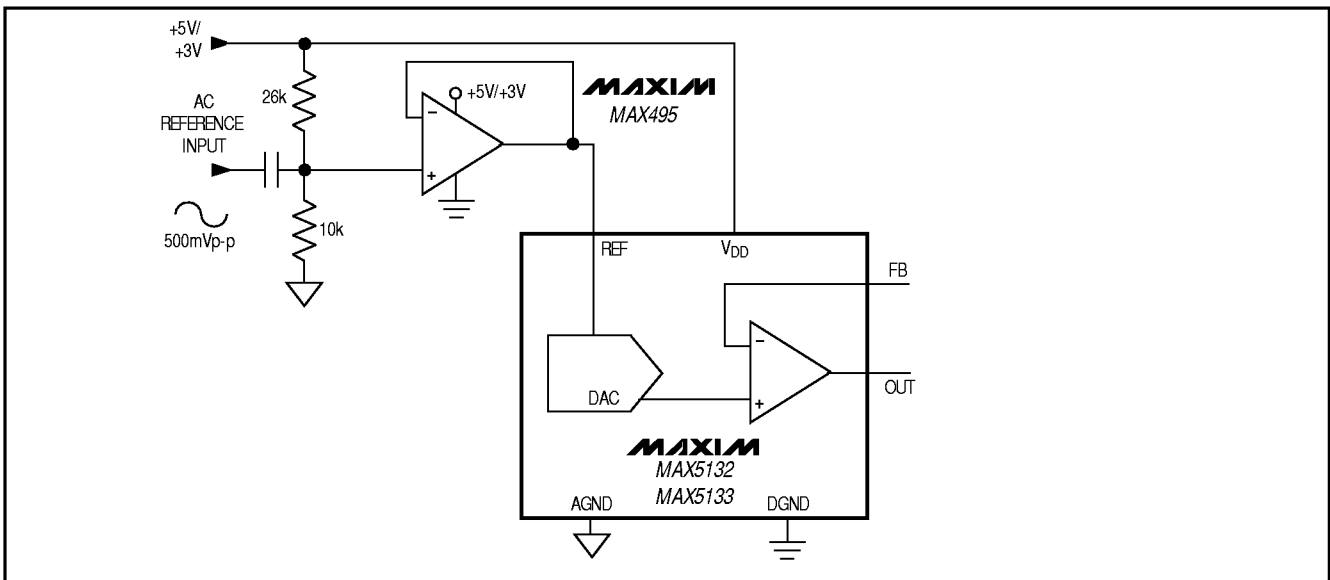 +5V/
+3V
26k
+5V/+3V
MAXIM
MAX495
AC
REFERENCE
INPUT
−
+
10k
500mVp-p
REF
VDD
FB
−
DAC
+
OUT
MAXIM
MAX5132
MAX5133
AGND
DGND